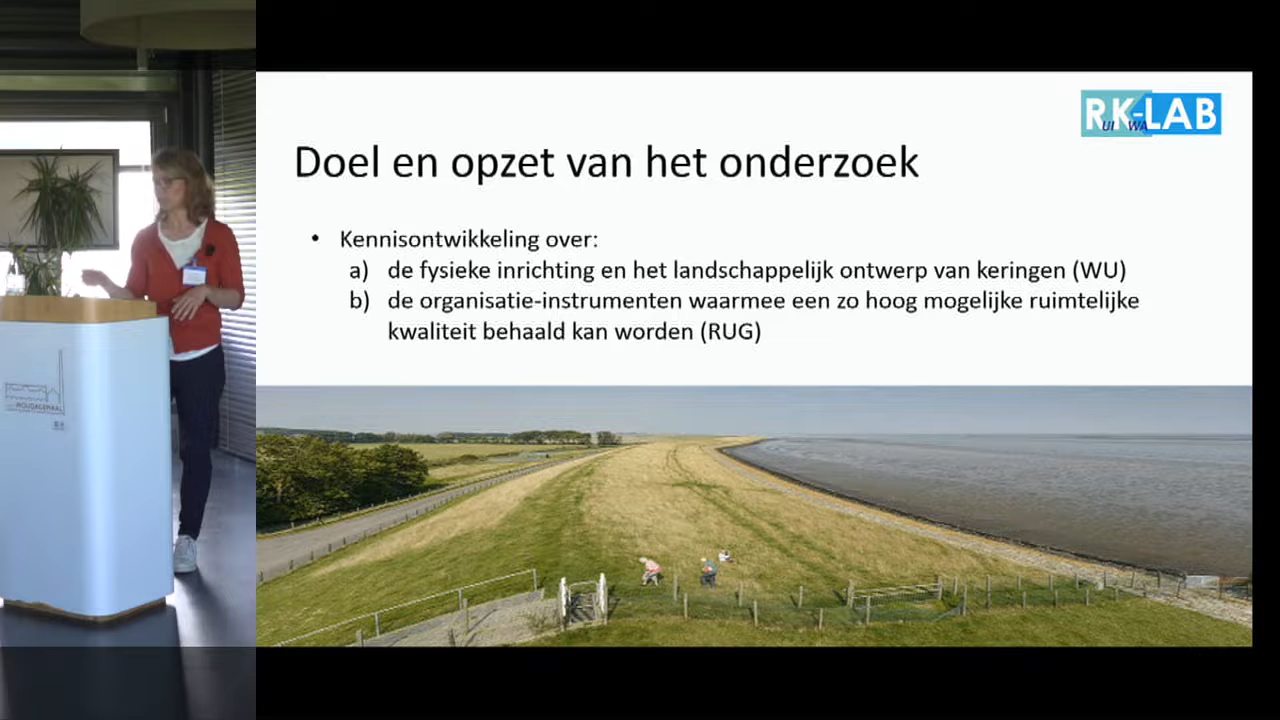 RK-LAB
Doel en opzet van het onderzoek
• Kennisontwikkeling over:
a) de fysieke inrichting en het landschappelijk ontwerp van keringen (WU)
b) de organisatie-instrumenten waarmee een zo hoog mogelijke ruimtelijke
kwaliteit behaald kan worden (RUG)
WOUDAGEMAAL